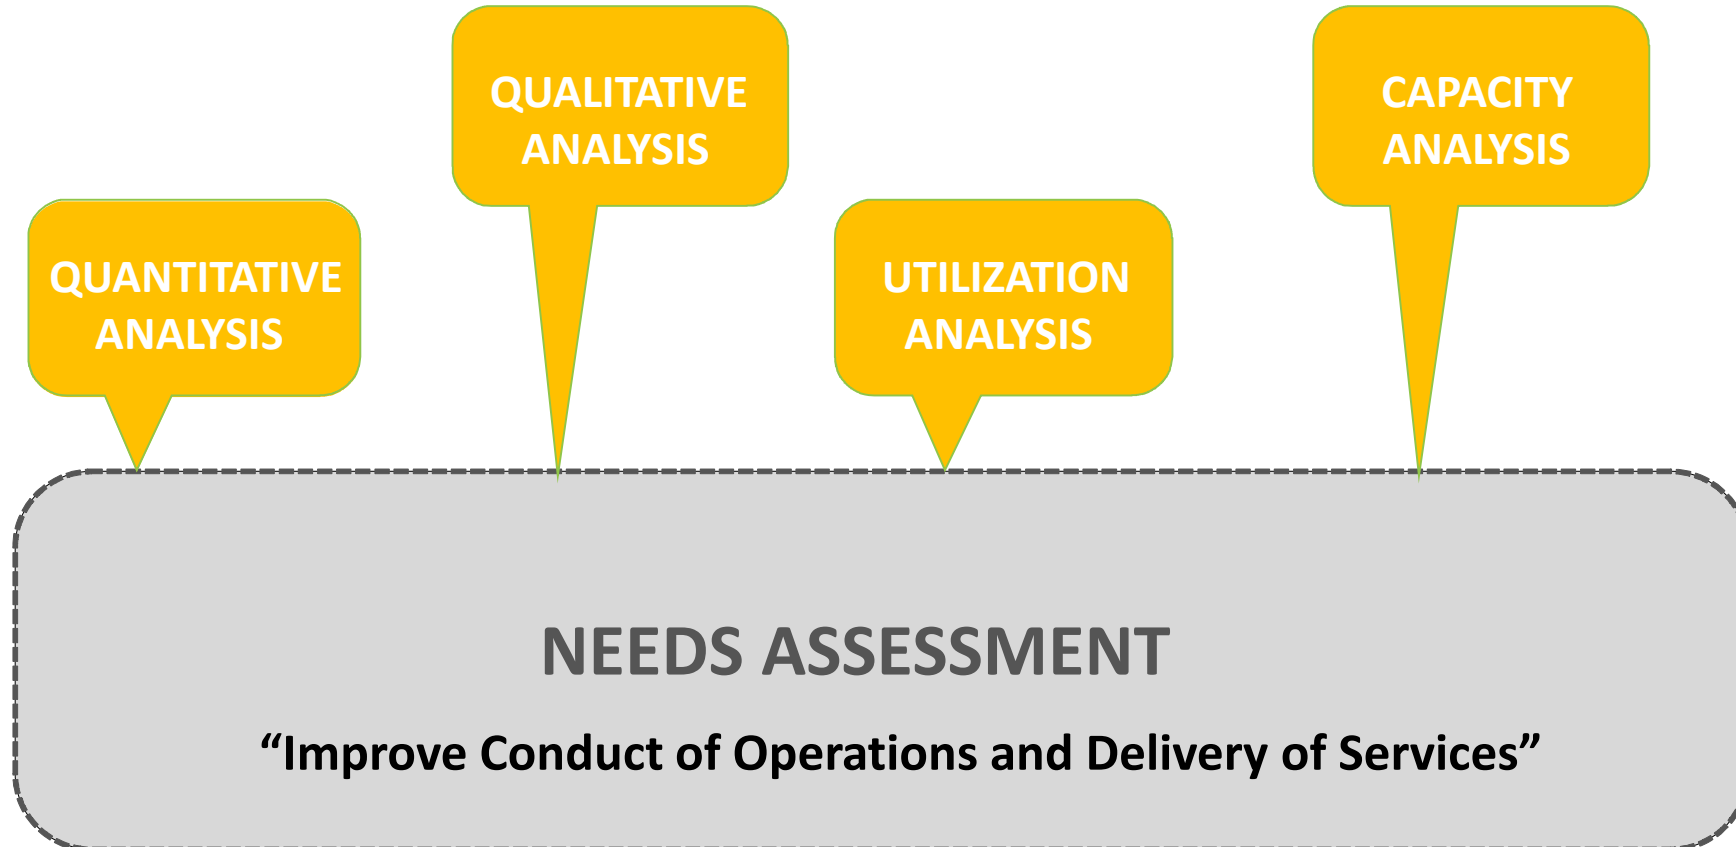 QUALITATIVE
ANALYSIS
CAPACITY
ANALYSIS
QUANTITATIVE
ANALYSIS
UTILIZATION
ANALYSIS
NEEDS ASSESSMENT
“Improve Conduct of Operations and Delivery of Services”